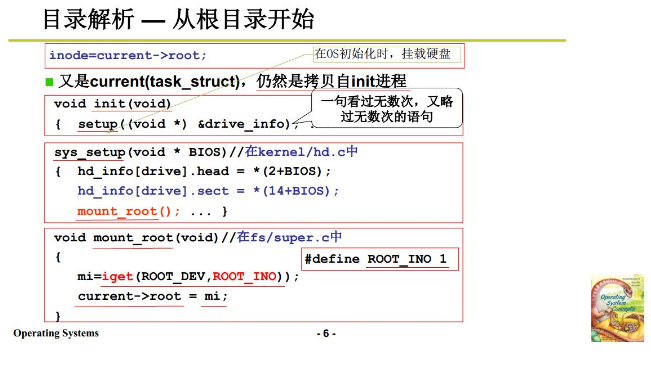 目录解析 — 从根目录开始
inode=current->root;
在OS初始化时，挂载硬盘
又是current(task_struct)，仍然是拷贝自init进程
void init(void)
{ setup((void *) &drive_info);
一句看过无数次，又略
过无数次的语句
sys_setup(void * BIOS)//在kernel/hd.c中
{ hd_info[drive].head = *(2+BIOS);
hd_info[drive].sect = *(14+BIOS);
mount_root(); ... }
void mount_root(void)//在fs/super.c中
{
#define ROOT_INO 1
mi=iget(ROOT_DEV,ROOT_INO));
current->root = mi;
}
Operating Systems
- 6 -
Operating
System
Concepts